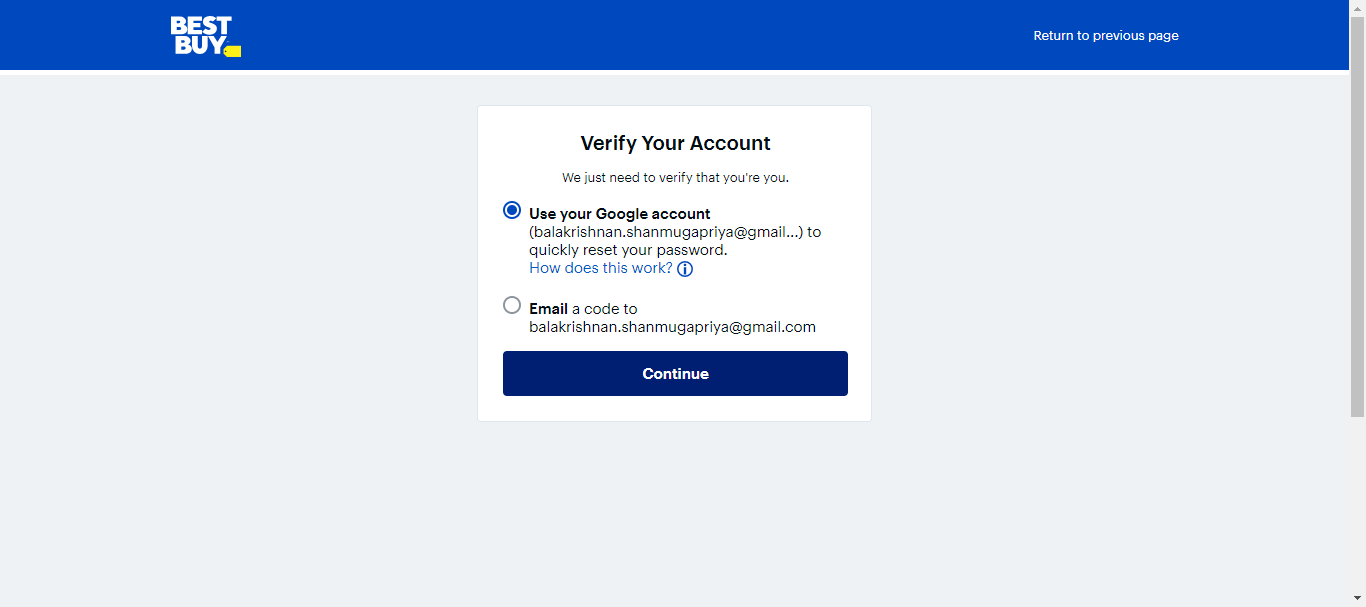 BEST
BUY
Return to previous page
Verify Your Account
We just need to verify that you're you.
Use your Google account
(balakrishnan.shanmugapriya@gmail...) to
quickly reset your password.
How does this work?
Email a code to
balakrishnan.shanmugapriya@gmail.com
Continue